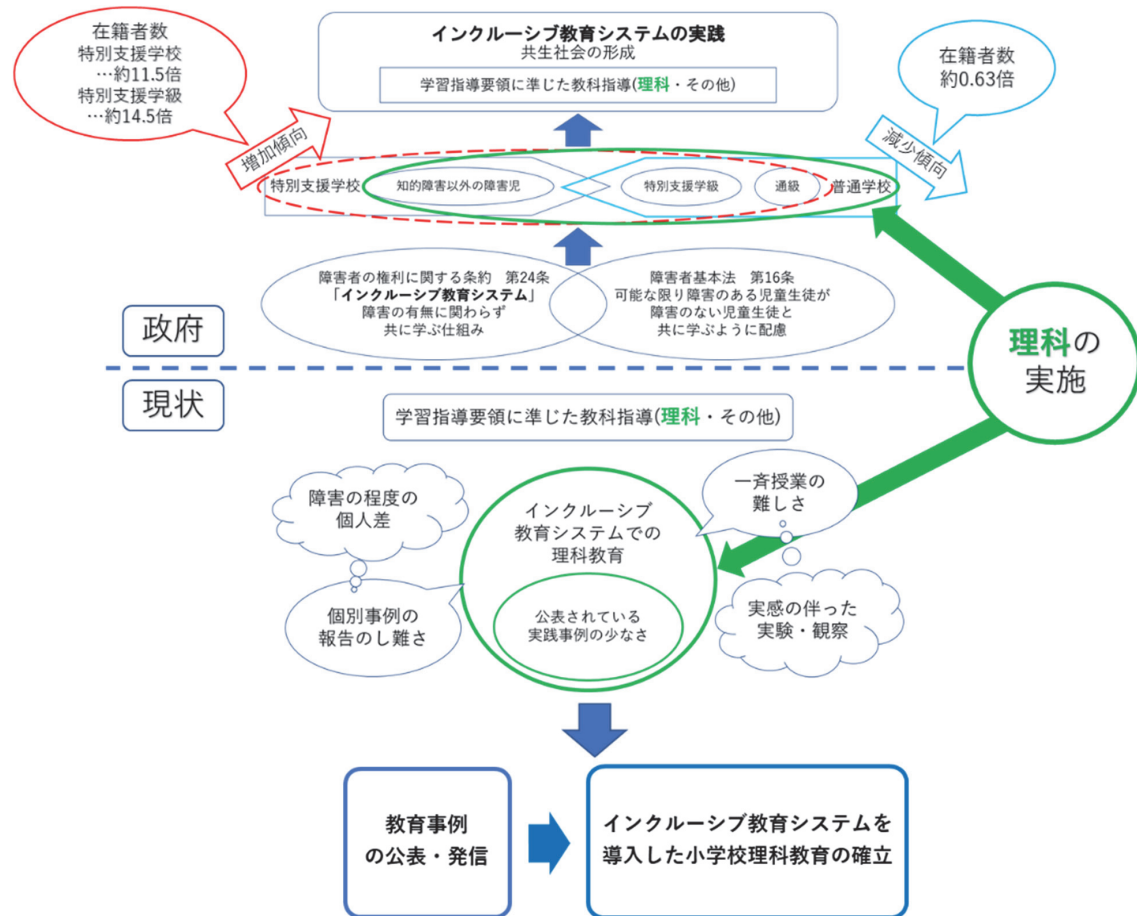 在籍者数
特別支援学校
…約11.5倍
特別支援学級
…約14.5倍
インクルーシブ教育システムの実践
共生社会の形成
学習指導要領に準じた教科指導(理科・その他)
在籍者数
約0.63倍
増加傾向
減少傾向
特別支援学校
知的障害以外の障害児
特別支援学級
通級
普通学校
障害者の権利に関する条約　第24条
「インクルーシブ教育システム」
障害の有無に関わらず
共に学ぶ仕組み
障害者基本法　第16条
可能な限り障害のある児童生徒が
障害のない児童生徒と
共に学ぶように配慮
政府
理科の
実施
現状
学習指導要領に準じた教科指導(理科・その他)
障害の程度の
個人差
インクルーシブ
教育システムでの
理科教育
一斉授業の
難しさ
個別事例の
報告のし難さ
公表されている
実践事例の少なさ
実感の伴った
実験・観察
教育事例
の公表・発信
インクルーシブ教育システムを
導入した小学校理科教育の確立